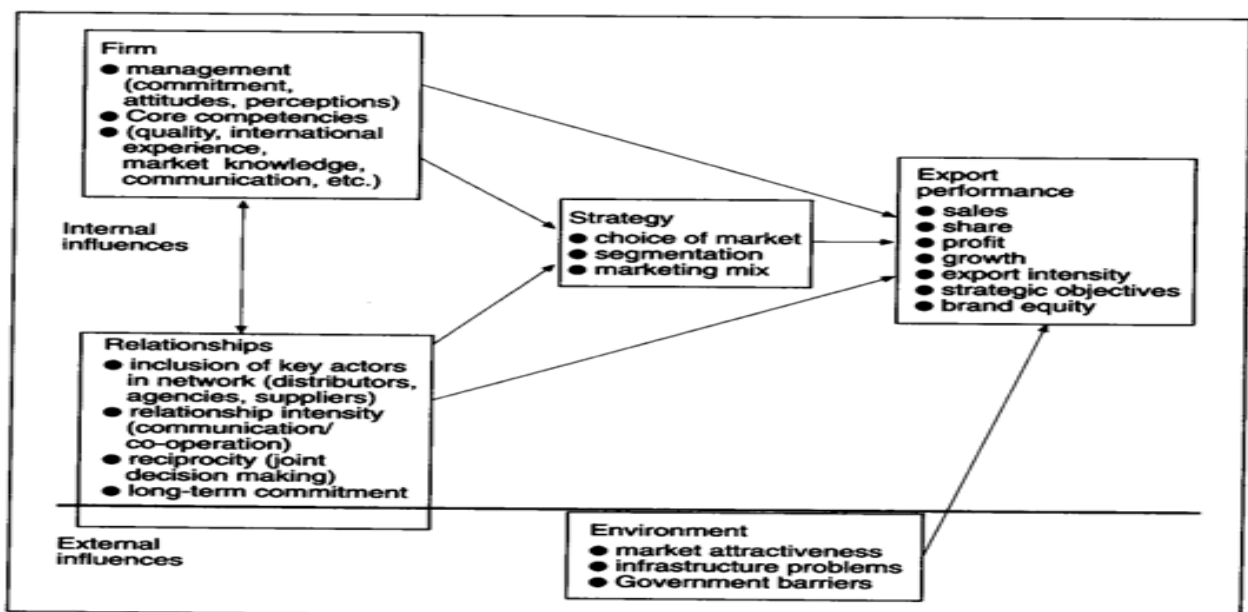 Firm
● management
(commitment,
attitudes, perceptions)
● Core competencies
● (quality, international
experience,
market knowledge,
communication, etc.)
Internal
influences
Relationships
● inclusion of key actors
in network (distributors,
agencies, suppliers)
● relationship intensity
(communication/
co-operation)
● reciprocity (joint
decision making)
● long-term commitment
External
influences
Strategy
● choice of market
● segmentation
● marketing mix
Environment
● market attractiveness
● infrastructure problems
● Government barriers
Export
performance
● sales
● share
● profit
● growth
● export intensity
● strategic objectives
● brand equity